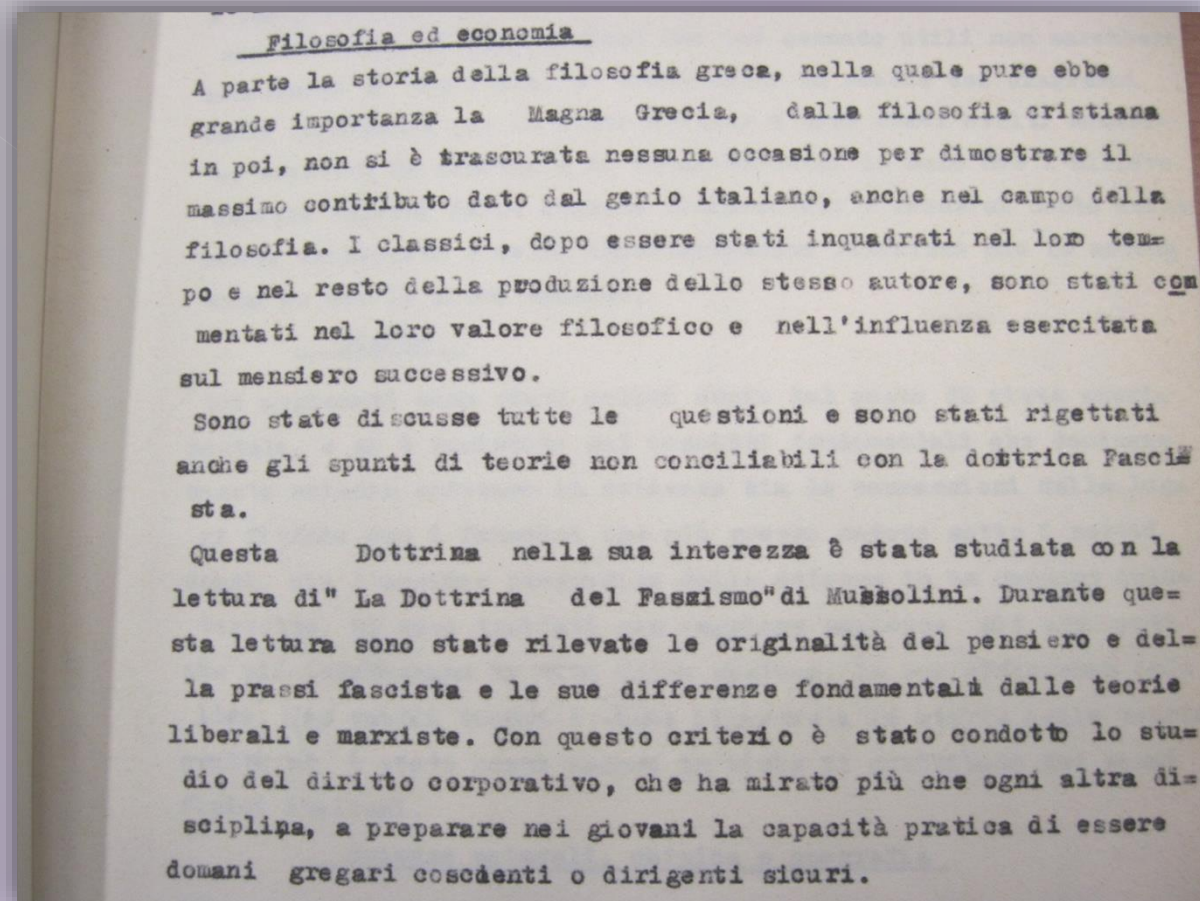 Filosofia ed economia
A parte la storia della filosofia greca, nella quale pure ebbe
grande importanza la Magna Grecia, dalla filosofia cristiana
in poi, non si è trascurata nessuna occasione per dimostrare il
massimo contributo dato dal genio italiano, anche nel campo della
filosofia. I classici, dopo essere stati inquadrati nel loro tem=
po e nel resto della produzione dello stesso autore, sono stati com
mentati nel loro valore filosofico e nell'influenza esercitata
sul mensiero successivo.
Sono state discusse tutte le questioni e sono stati rigettati
anche gli spunti di teorie non conciliabili con la dottrica Fasci=
sta.
Questa Dottrina nella sua interezza è stata studiata con la
lettura di" La Dottrina del Fascismo"di Mussolini. Durante que=
sta lettura sono state rilevate le originalità del pensiero e del=
la prassi fascista e le sue differenze fondamentali dalle teorie
liberali e marxiste. Con questo criterio è stato condotto lo stu=
dio del diritto corporativo, che ha mirato più che ogni altra di=
sciplina, a preparare nei giovani la capacità pratica di essere
domani gregari coscienti o dirigenti sicuri.